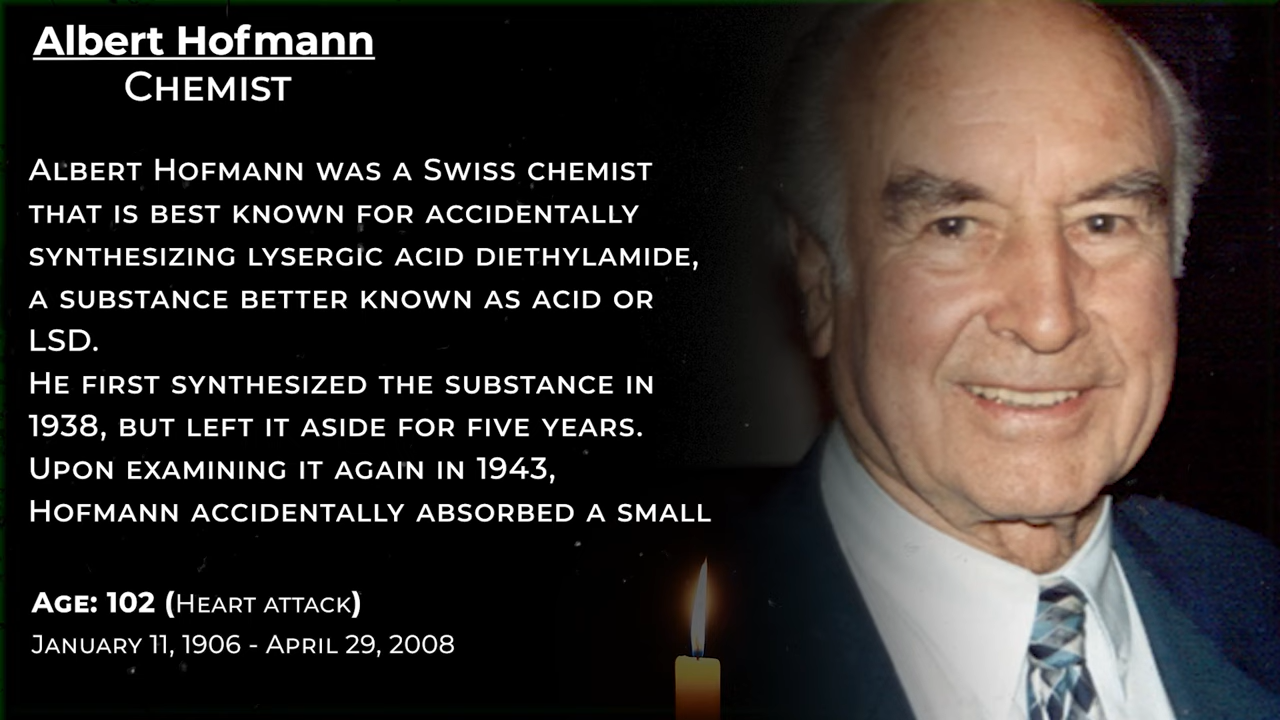 Albert Hofmann
Chemist
Albert Hofmann was a Swiss chemist
that is best known for accidentally
synthesizing lysergic acid diethylamide,
a substance better known as acid or
LSD.
He first synthesized the substance in
1938, but left it aside for five years.
Upon examining it again in 1943,
Hofmann accidentally absorbed a small
Age: 102 (Heart attack)
January 11, 1906 - April 29, 2008